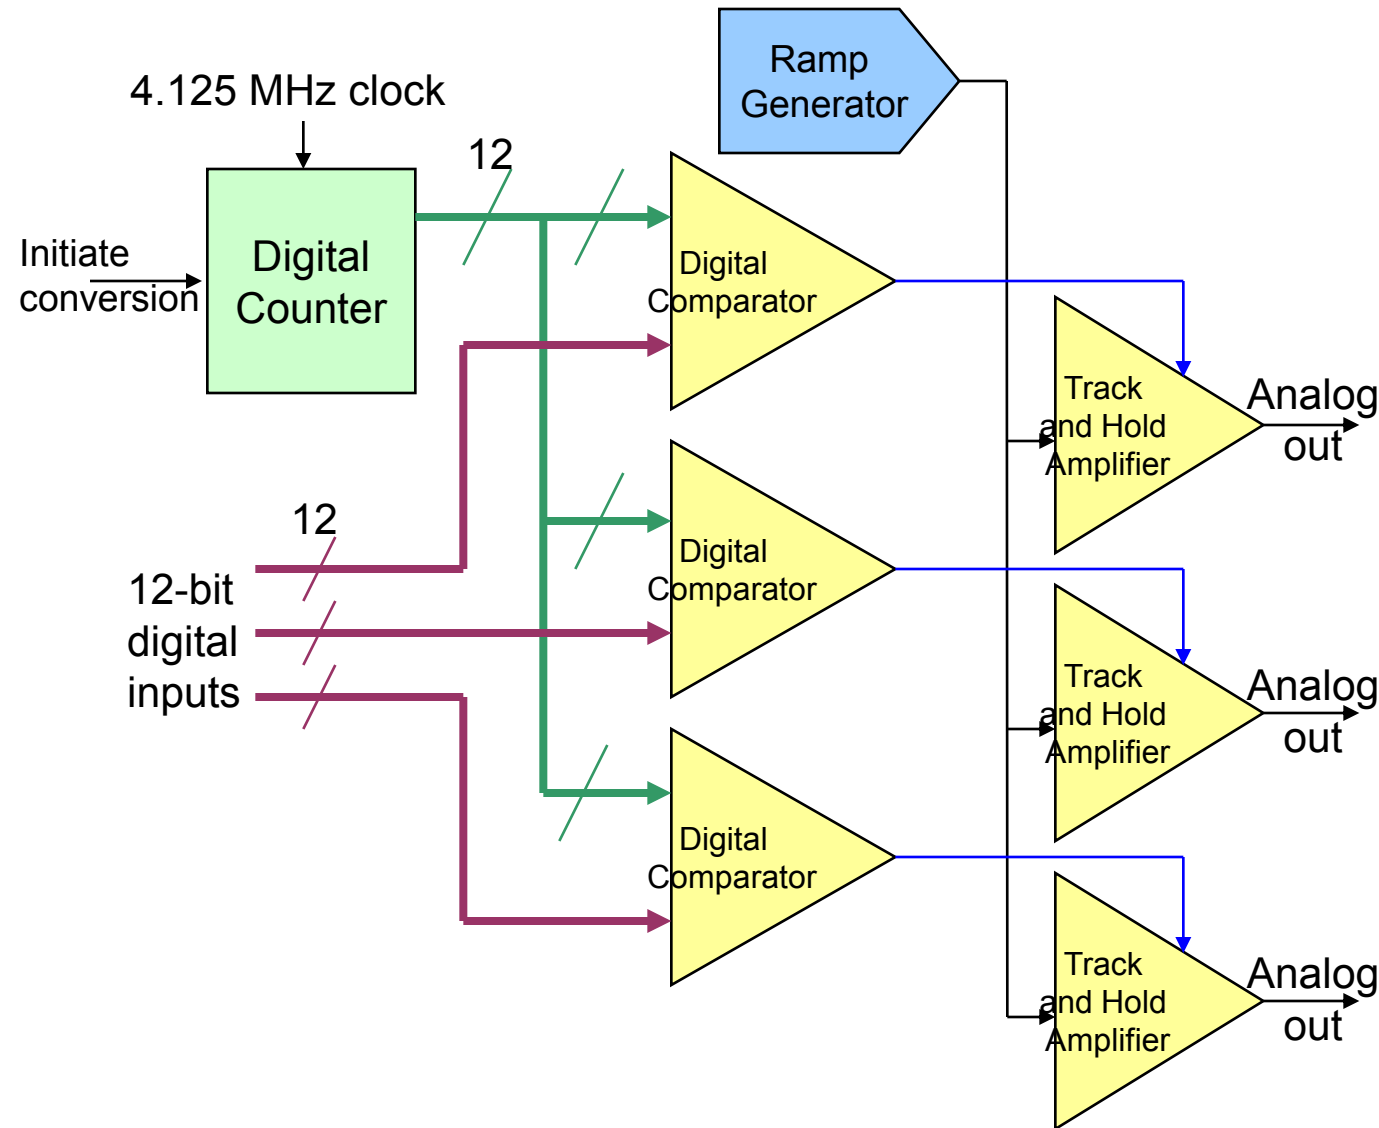 Ramp
Generator
4.125 MHz clock
12
Initiate
conversion
Digital
Counter
Digital
Comparator
Track
and Hold
Amplifier
Analog
out
12
12-bit
digital
inputs
Digital
Comparator
Track
and Hold
Amplifier
Analog
out
Digital
Comparator
Track
and Hold
Amplifier
Analog
out